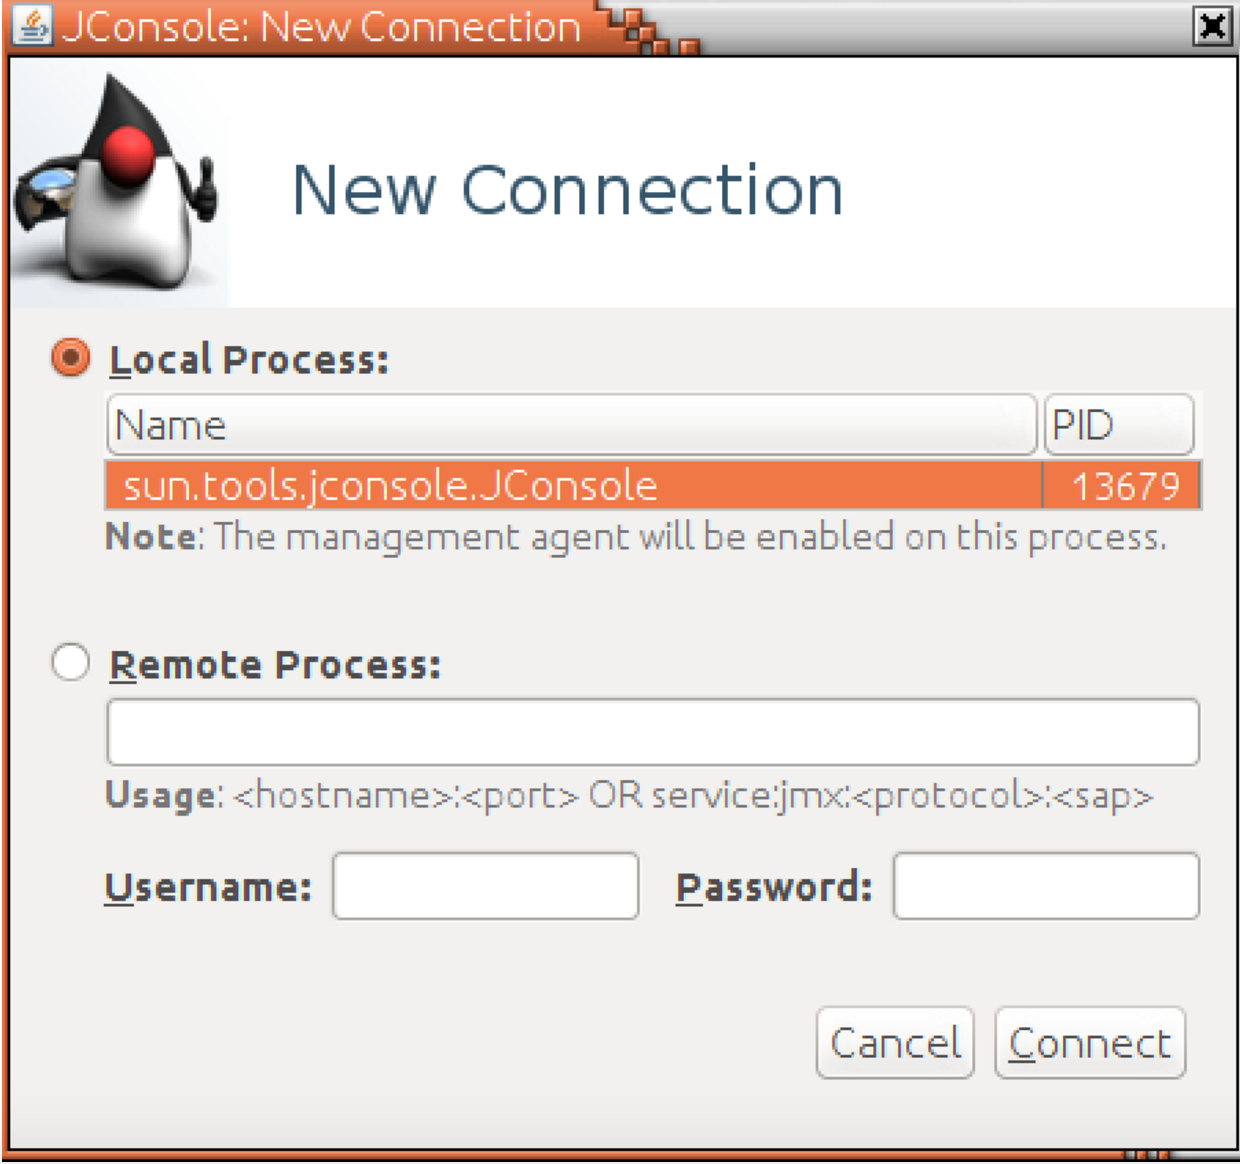 JConsole: New Connection
New Connection
Local Process:
Name PID
sun.tools.jconsole.JConsole 13679
Note: The management agent will be enabled on this process.
Remote Process:
Usage: <hostname>:<port> OR service:jmx:<protocol>:<sap>
Username: Password:
Cancel Connect